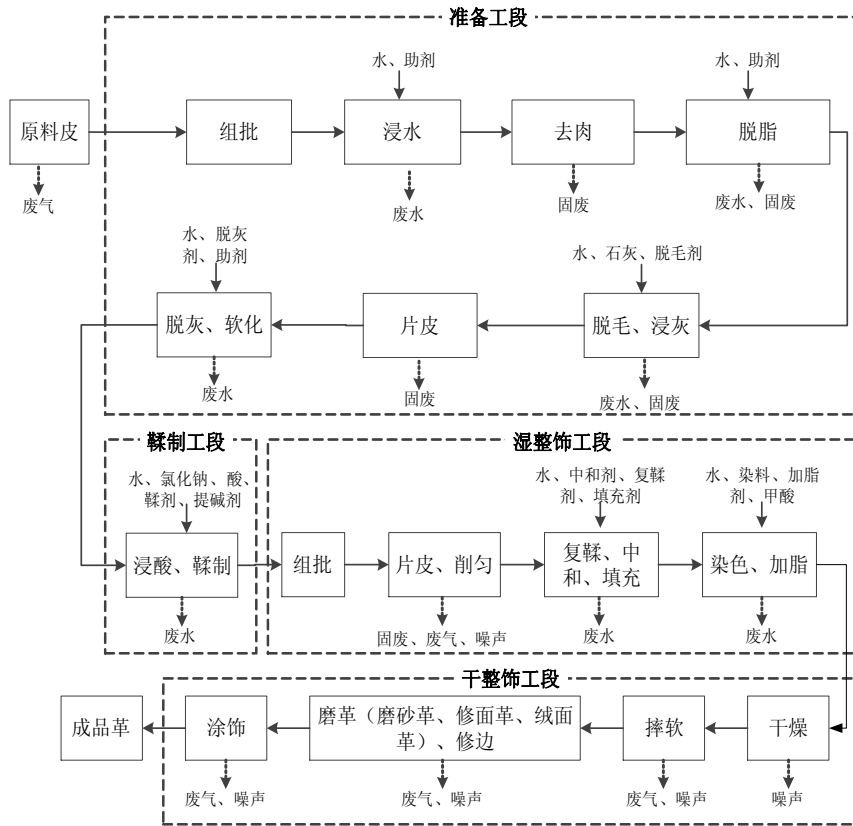 准备工段
水、助剂
水、助剂
原料皮
组批
浸水
去肉
脱脂
废气
废水
固废
废水、固废
水、脱灰
剂、助剂
水、石灰、脱毛剂
脱灰、软化
片皮
脱毛、浸灰
废水
固废
废水、固废
鞣制工段
湿整饰工段
水、氯化钠、酸、
鞣剂、提碱剂
水、中和剂、复鞣
剂、填充剂
水、染料、加脂
剂、甲酸
浸酸、鞣制
组批
片皮、削匀
复鞣、中
和、填充
染色、加脂
废水
固废、废气、噪声
废水
废水
干整饰工段
成品革
涂饰
磨革（磨砂革、修面革、绒面
革）、修边
摔软
干燥
废气、噪声
废气、噪声
废气、噪声
噪声